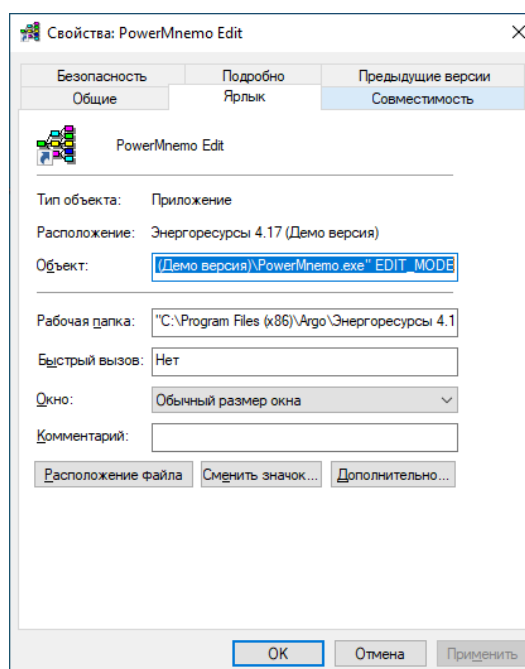 Свойства: PowerMnemo Edit
Безопасность Подробно Предыдущие версии
Общие Ярлык Совместимость
PowerMnemo Edit
Тип объекта: Приложение
Расположение: Энергоресурсы 4.17 (Демо версия)
Объект: (Демо версия)\PowerMnemo.exe" EDIT_MODE
Рабочая папка: "C:\Program Files (x86)\Argo\Энергоресурсы 4.1
Быстрый вызов: Нет
Окно: Обычный размер окна
Комментарий:
Расположение файла Сменить значок... Дополнительно...
OK Отмена Применить